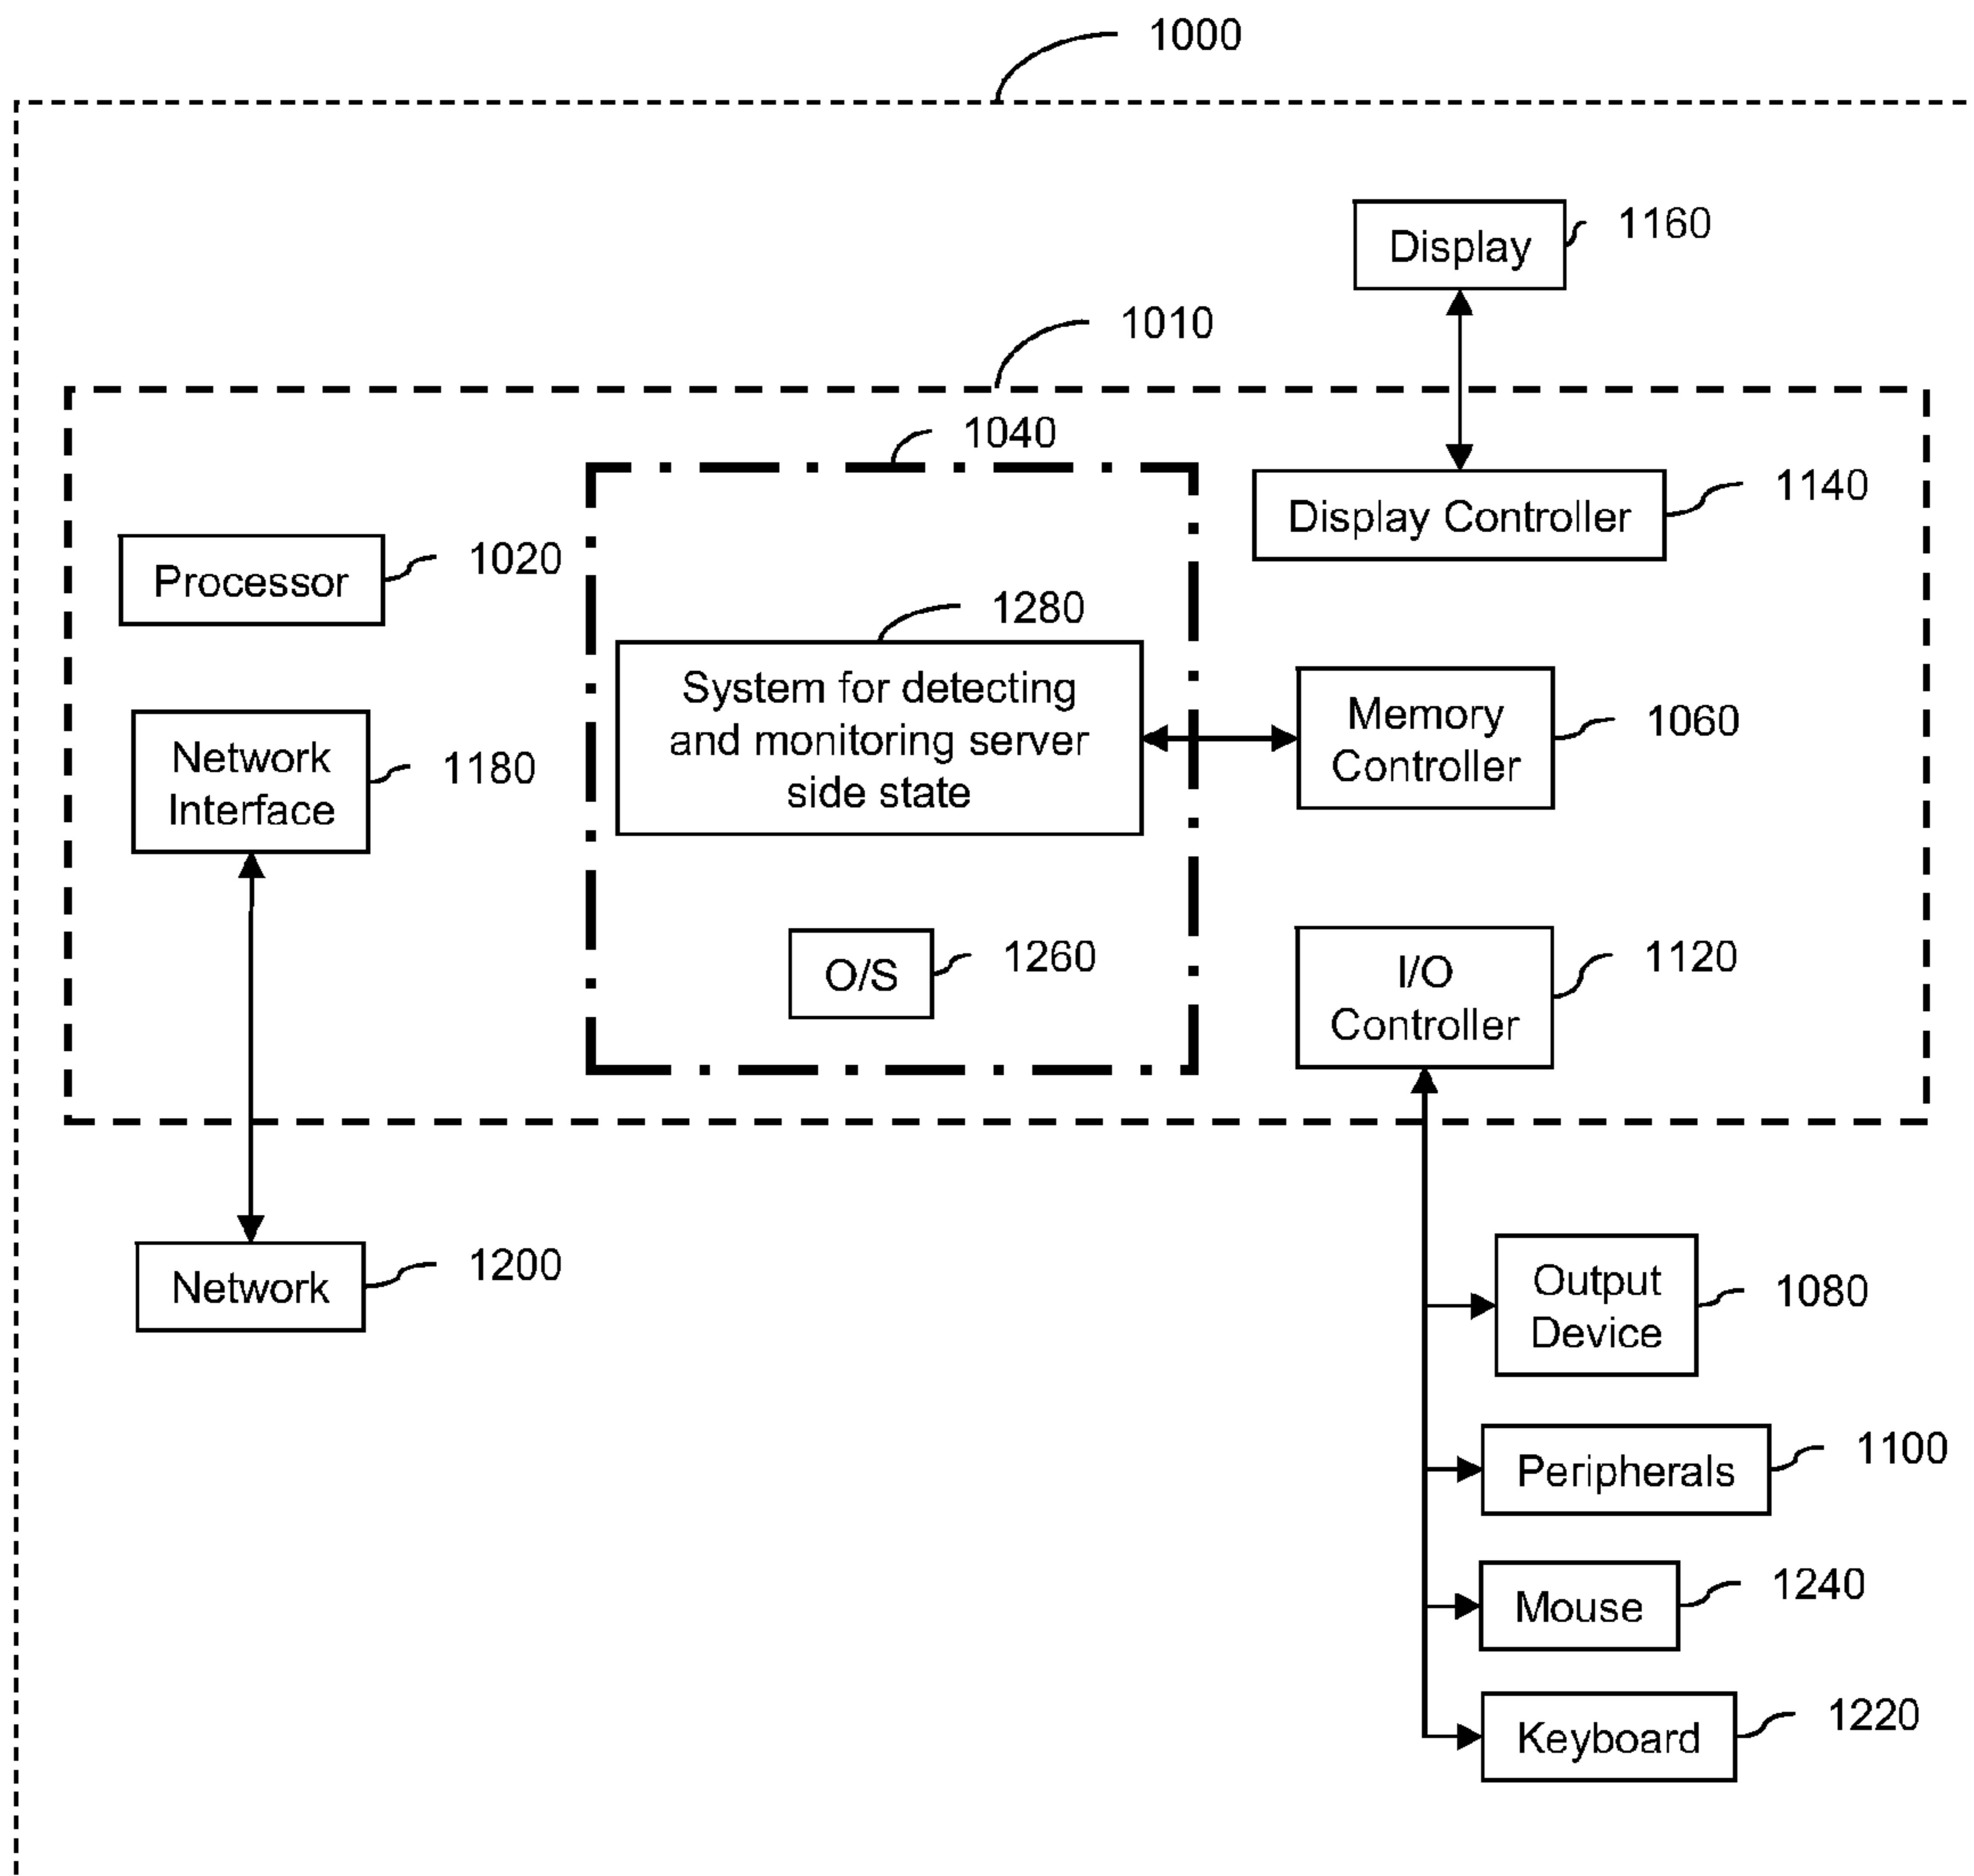 1000
Display
1160
1010
1040
Display Controller
1140
Processor
1020
1280
System for detecting
and monitoring server
side state
Memory
Controller
1060
Network
Interface
1180
O/S
1260
I/O
Controller
1120
Network
1200
Output
Device
1080
Peripherals
1100
Mouse
1240
Keyboard
1220